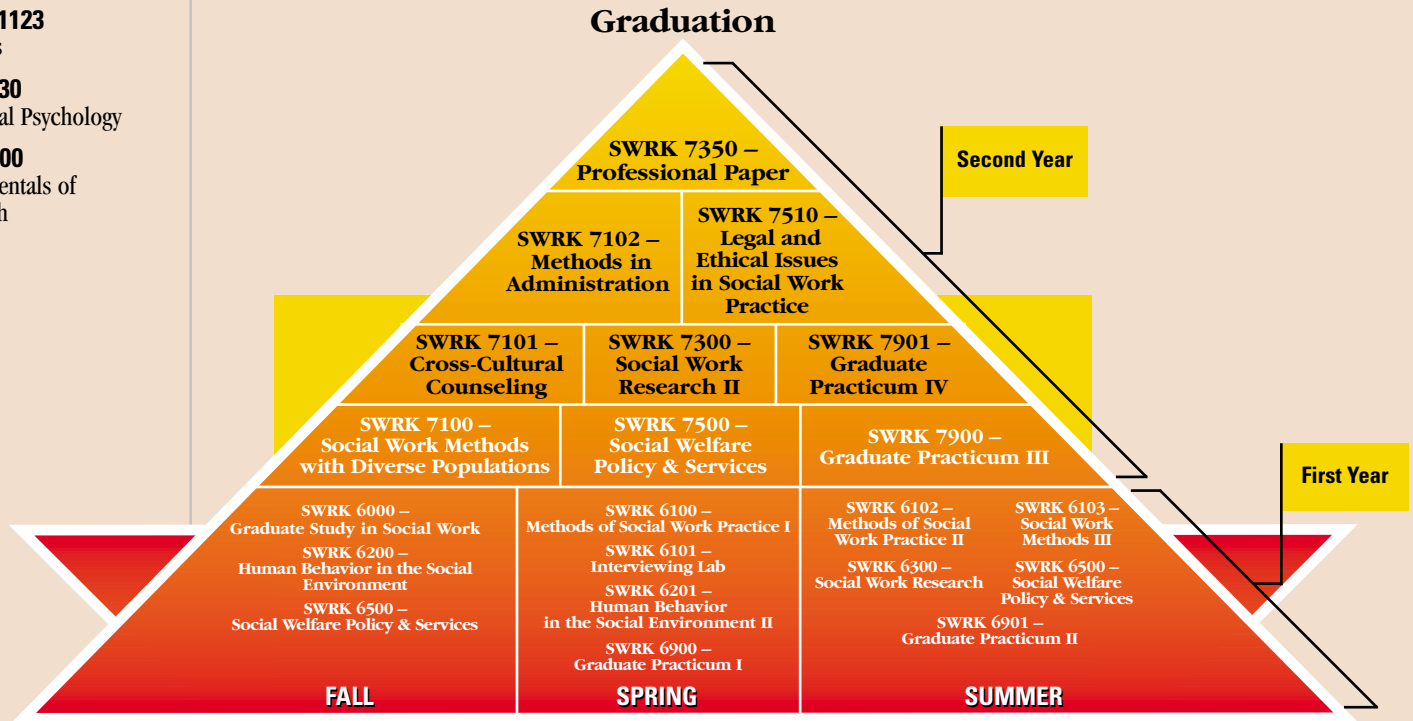 1123
s
30
al Psychology
00
entals of
h
Graduation
SWRK 7350 –
Professional Paper
Second Year
SWRK 7102 –
Methods in
Administration
SWRK 7510 –
Legal and
Ethical Issues
in Social Work
Practice
SWRK 7101 –
Cross-Cultural
Counseling
SWRK 7300 –
Social Work
Research II
SWRK 7901 –
Graduate
Practicum IV
SWRK 7100 –
Social Work Methods
with Diverse Populations
SWRK 7500 –
Social Welfare
Policy & Services
SWRK 7900 –
Graduate Practicum III
First Year
SWRK 6000 –
Graduate Study in Social Work
SWRK 6200 –
Human Behavior in the Social
Environment
SWRK 6500 –
Social Welfare Policy & Services
FALL
SWRK 6100 –
Methods of Social Work Practice I
SWRK 6101 –
Interviewing Lab
SWRK 6201 –
Human Behavior
in the Social Environment II
SWRK 6900 –
Graduate Practicum I
SPRING
SWRK 6102 –
Methods of Social
Work Practice II
SWRK 6103 –
Social Work
Methods III
SWRK 6300 –
Social Work Research
SWRK 6500 –
Social Welfare
Policy & Services
SWRK 6901 –
Graduate Practicum II
SUMMER